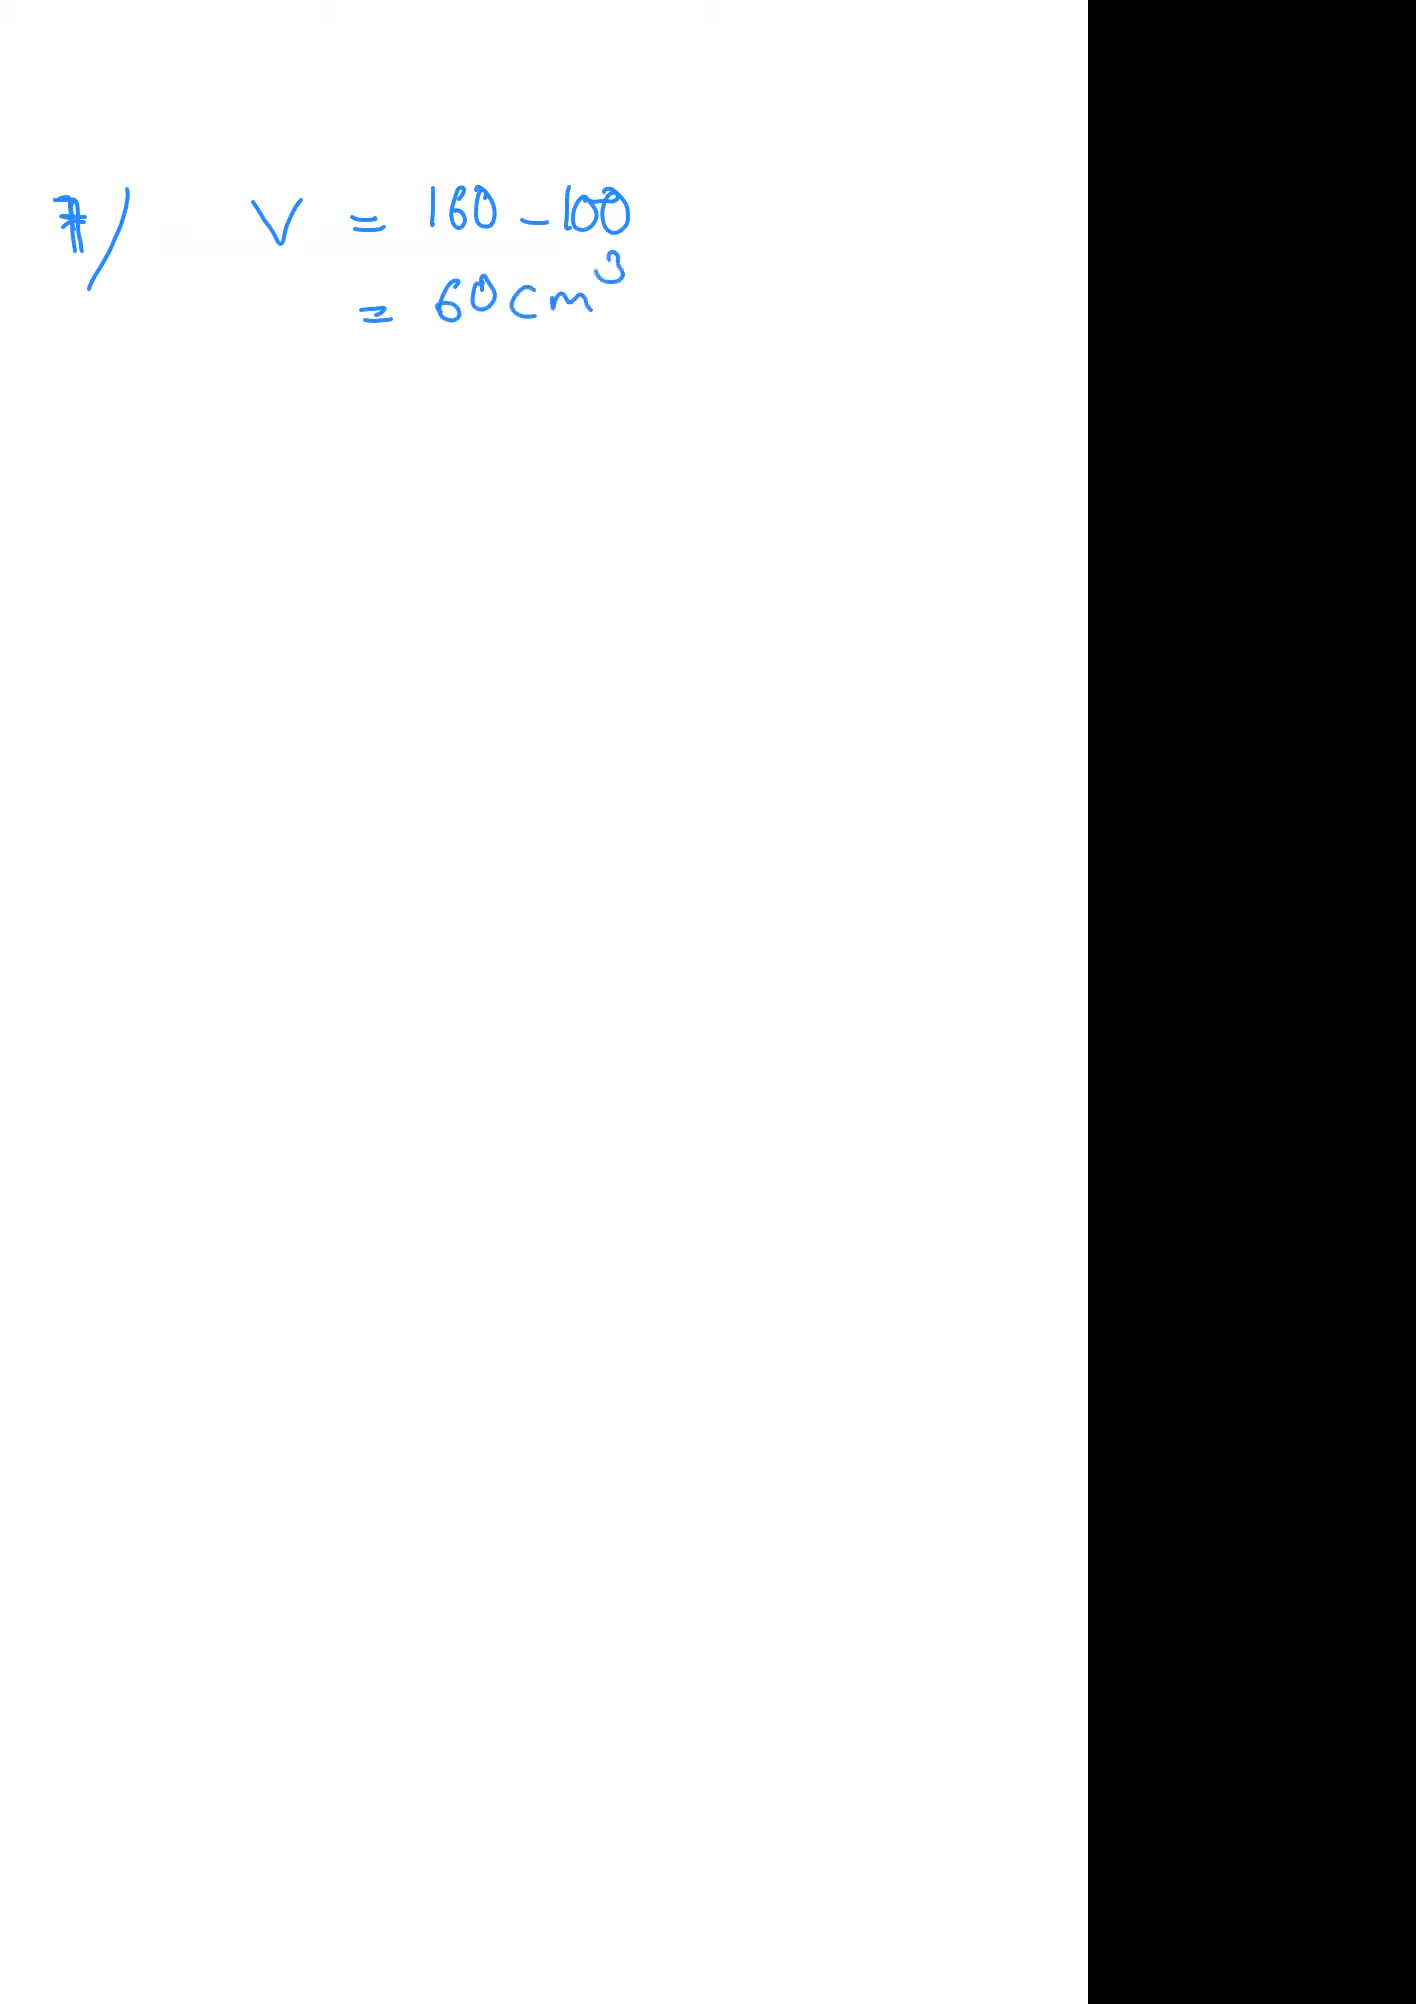 7/ V = 160 - 100
= 60 cm³